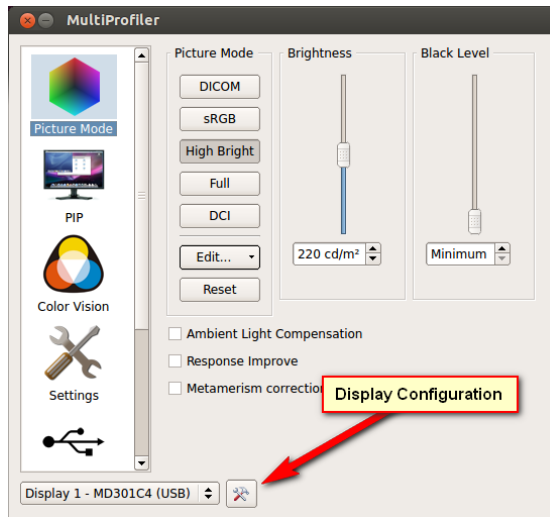 MultiProfiler
Picture Mode
PIP
Color Vision
Settings
Picture Mode
DICOM
sRGB
High Bright
Full
DCI
Edit...
Reset
Brightness
220 cd/m²
Black Level
Minimum
Ambient Light Compensation
Response Improve
Metamerism correction
Display Configuration
Display 1 - MD301C4 (USB)